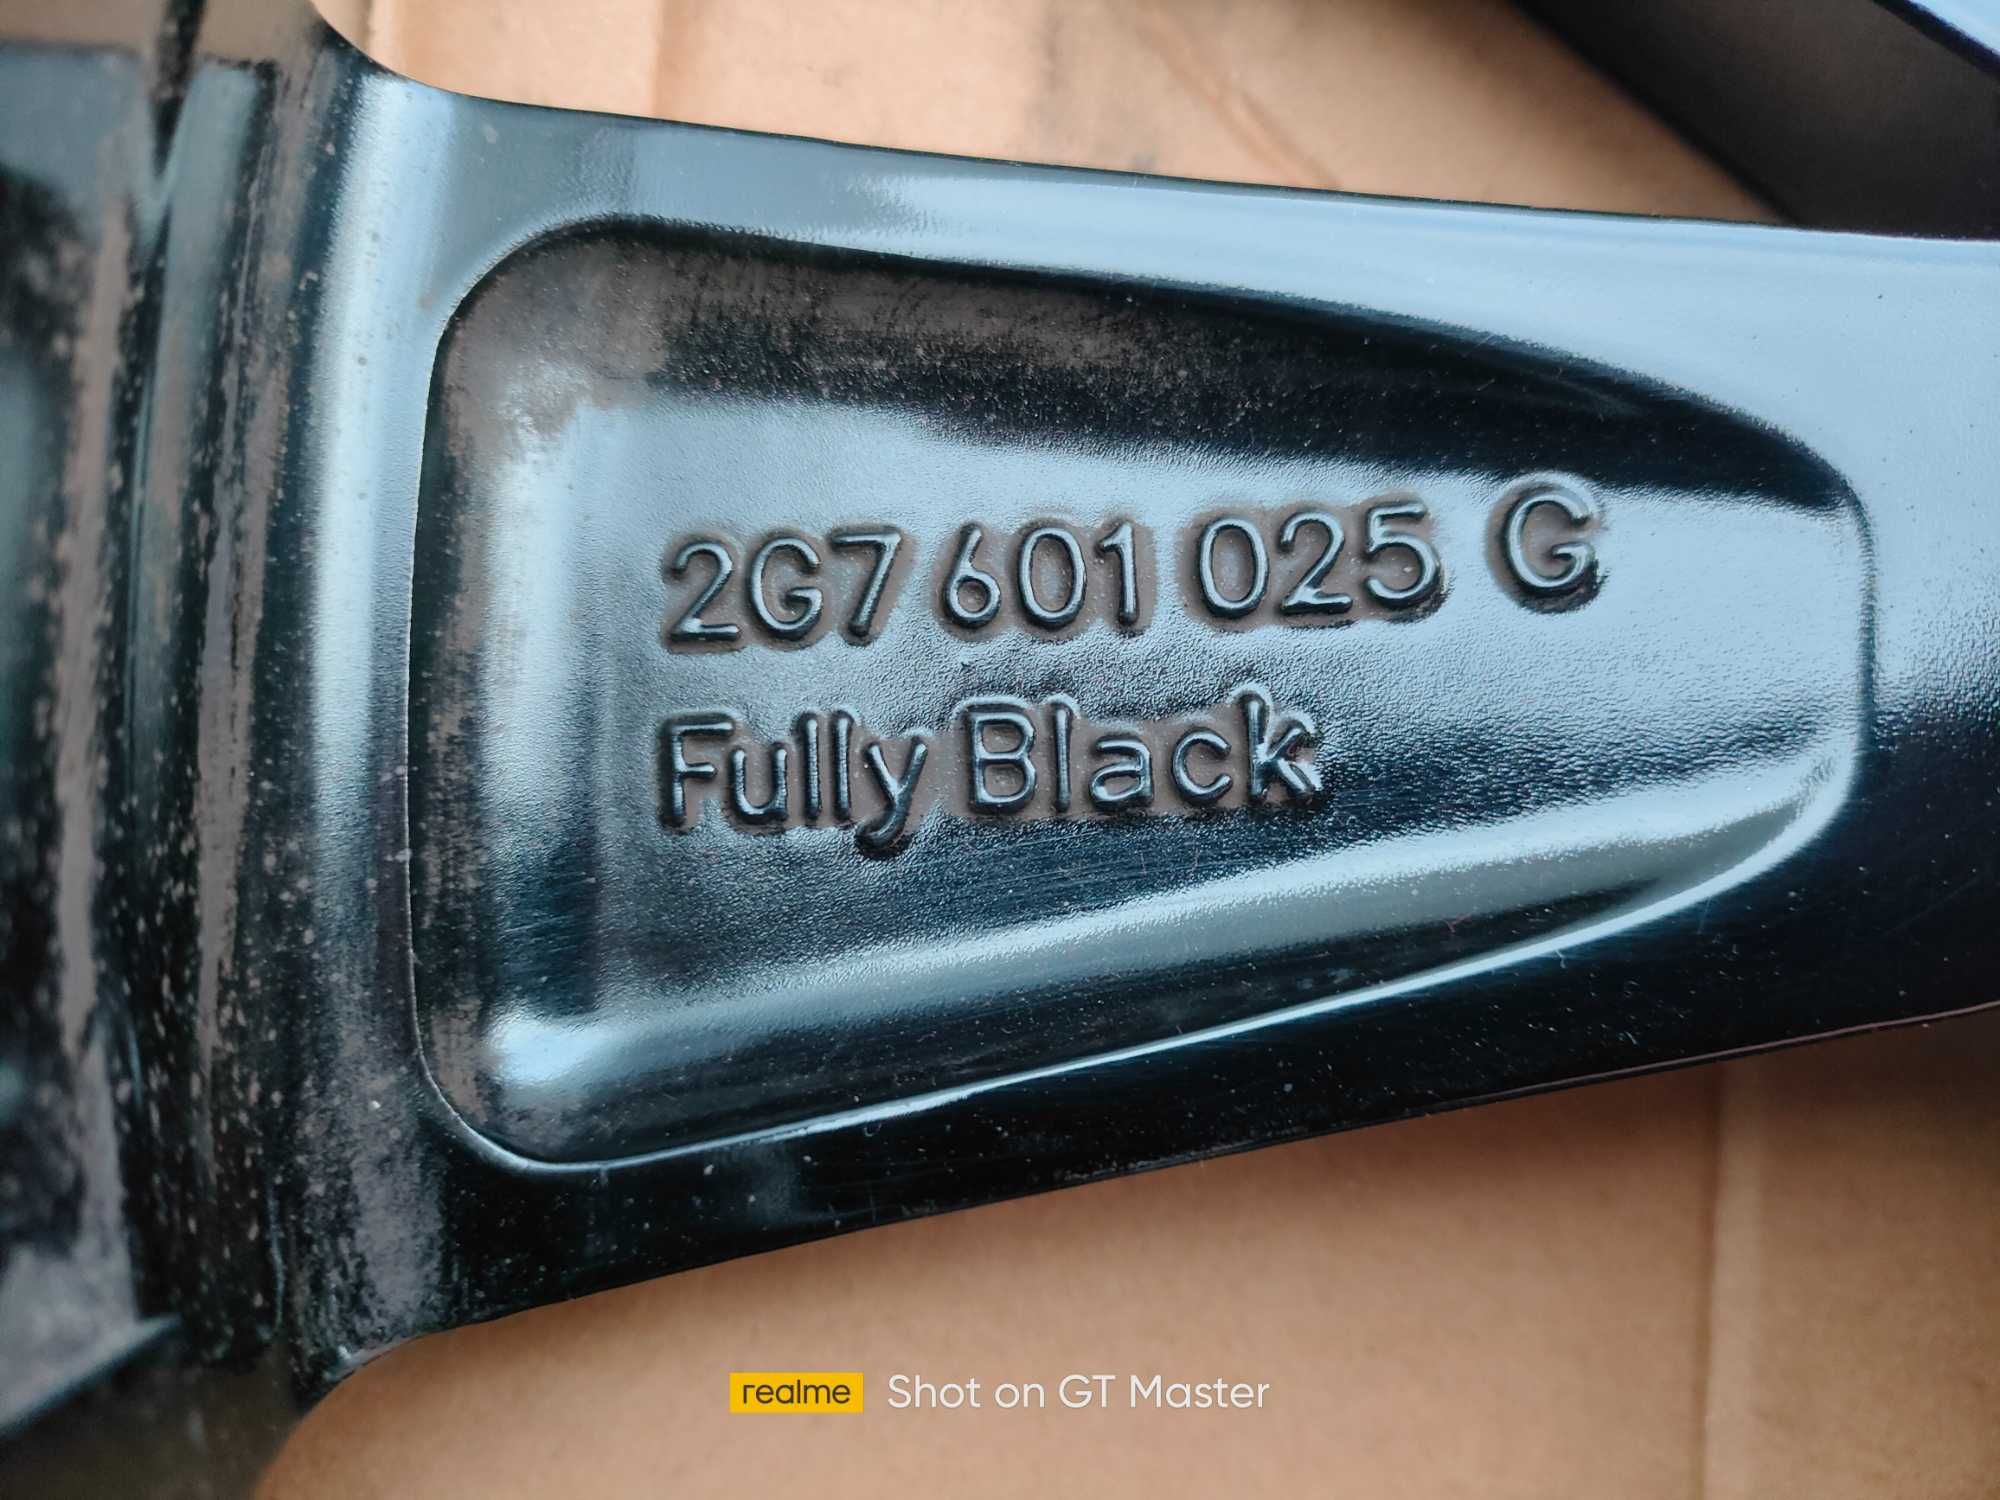 2G7 601 025 G
Fully Black
realme Shot on GT Master